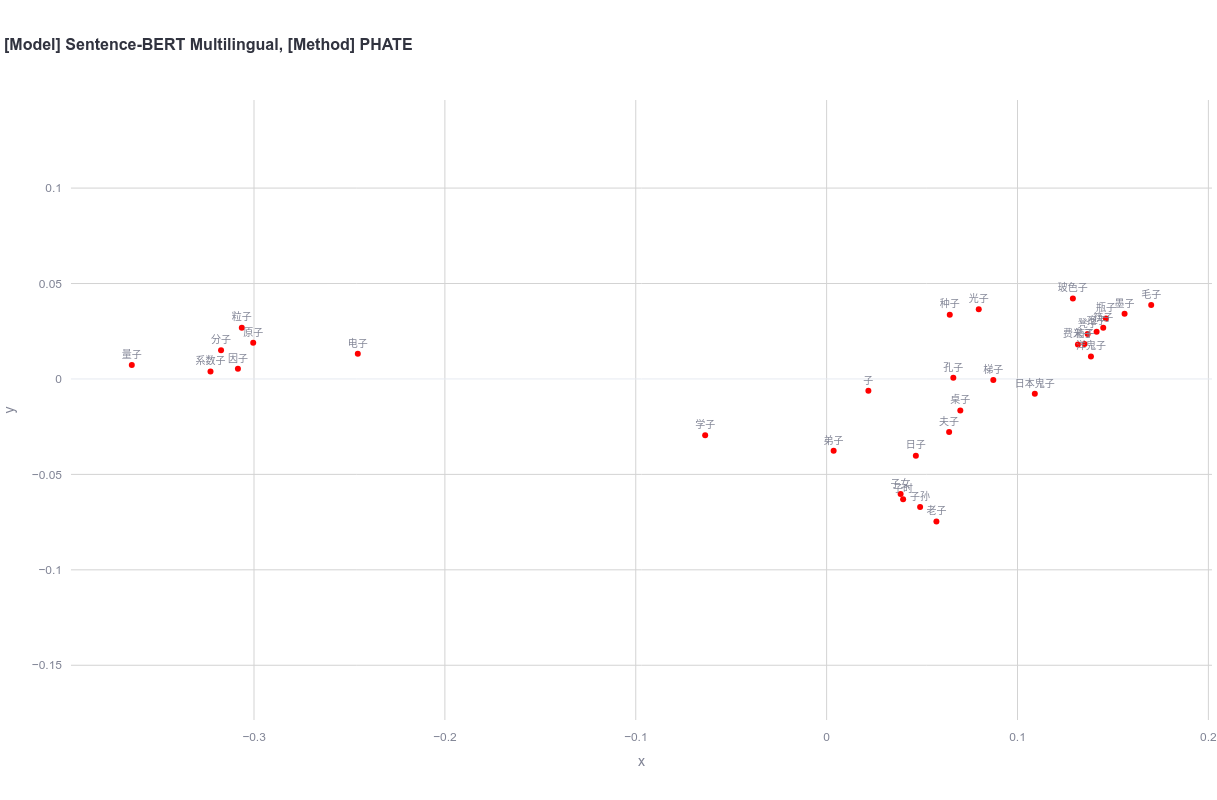 [Model] Sentence-BERT Multilingual, [Method] PHATE
0.1
0.05
0
−0.05
−0.1
−0.15
y
−0.3
−0.2
−0.1
0
0.1
0.2
x
量子
粒子
原子
分子
系数子
因子
电子
学子
弟子
子
种子
光子
孔子
梯子
桌子
夫子
日子
日本鬼子
子女
子孙
老子
玻色子
瓶子
墨子
毛子